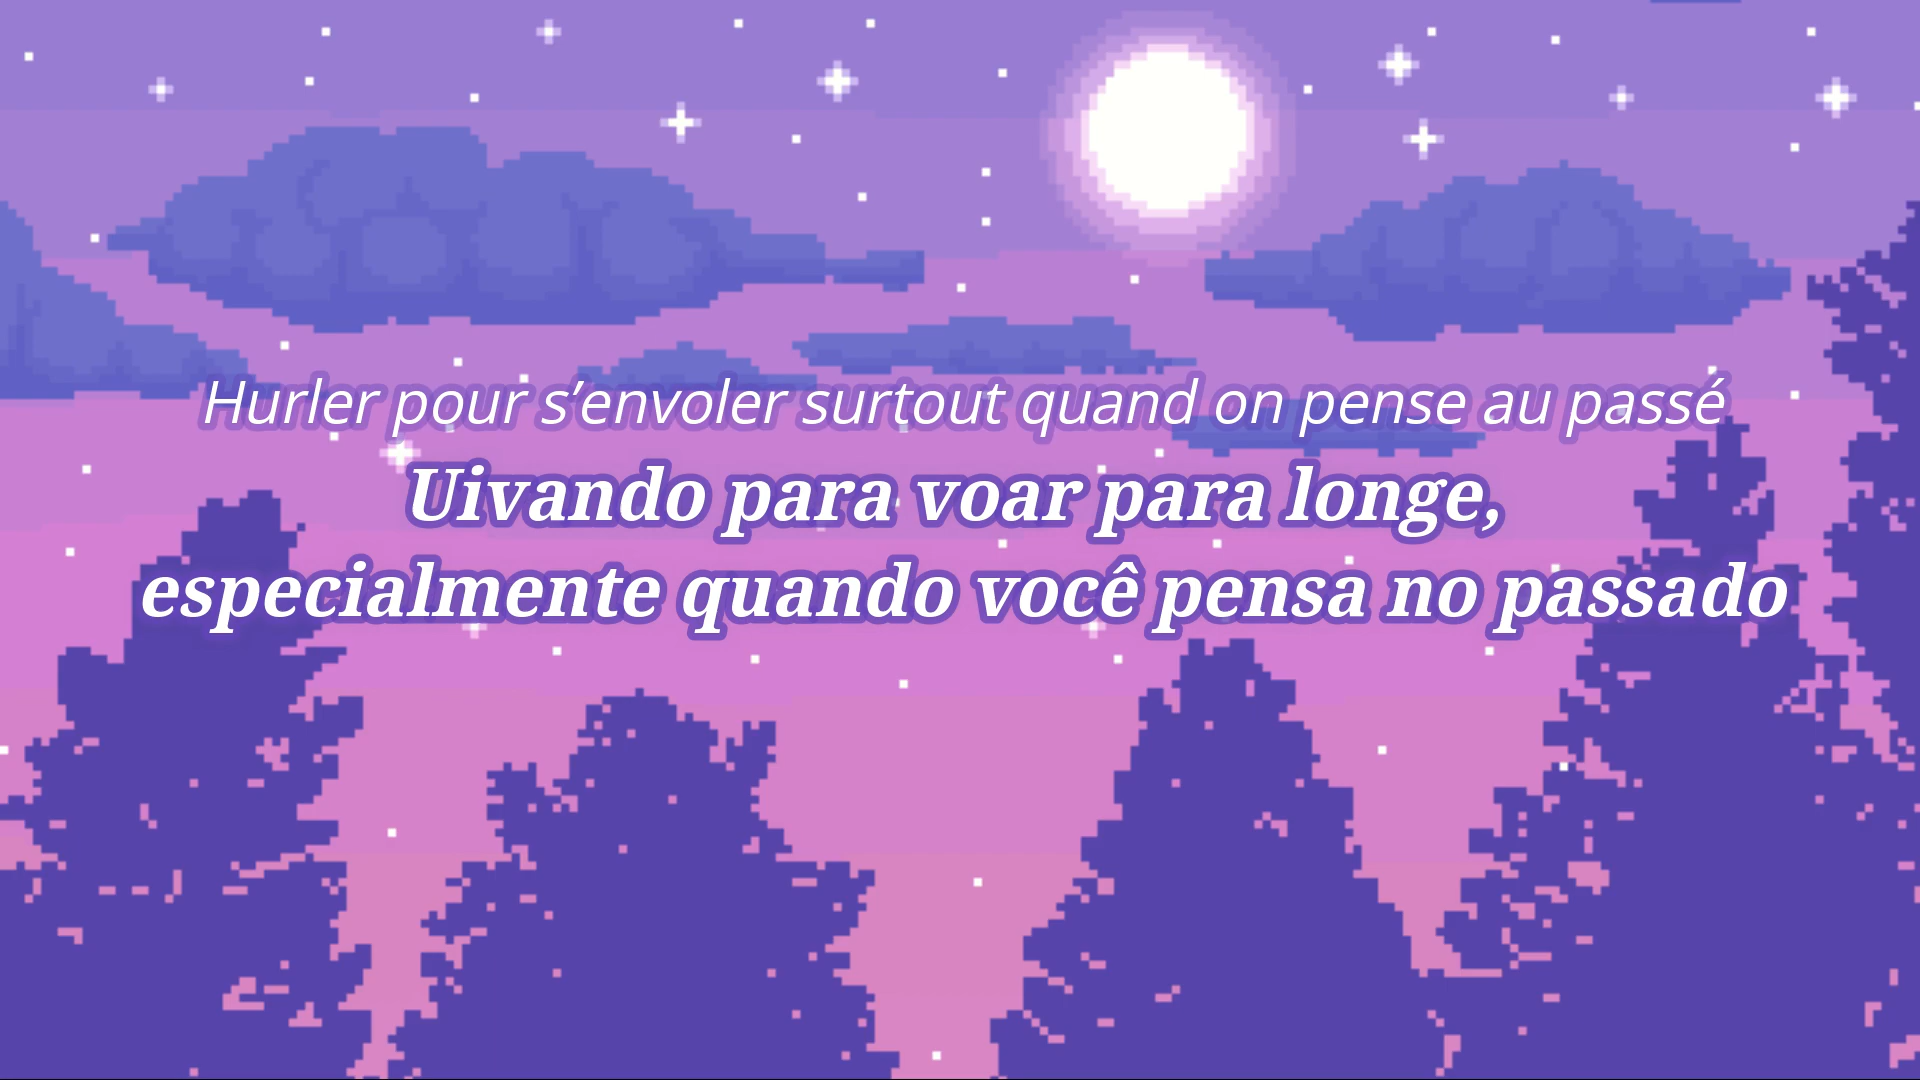 Hurler pour s’envoler surtout quand on pense au passé
Uivando para voar para longe,
especialmente quando você pensa no passado